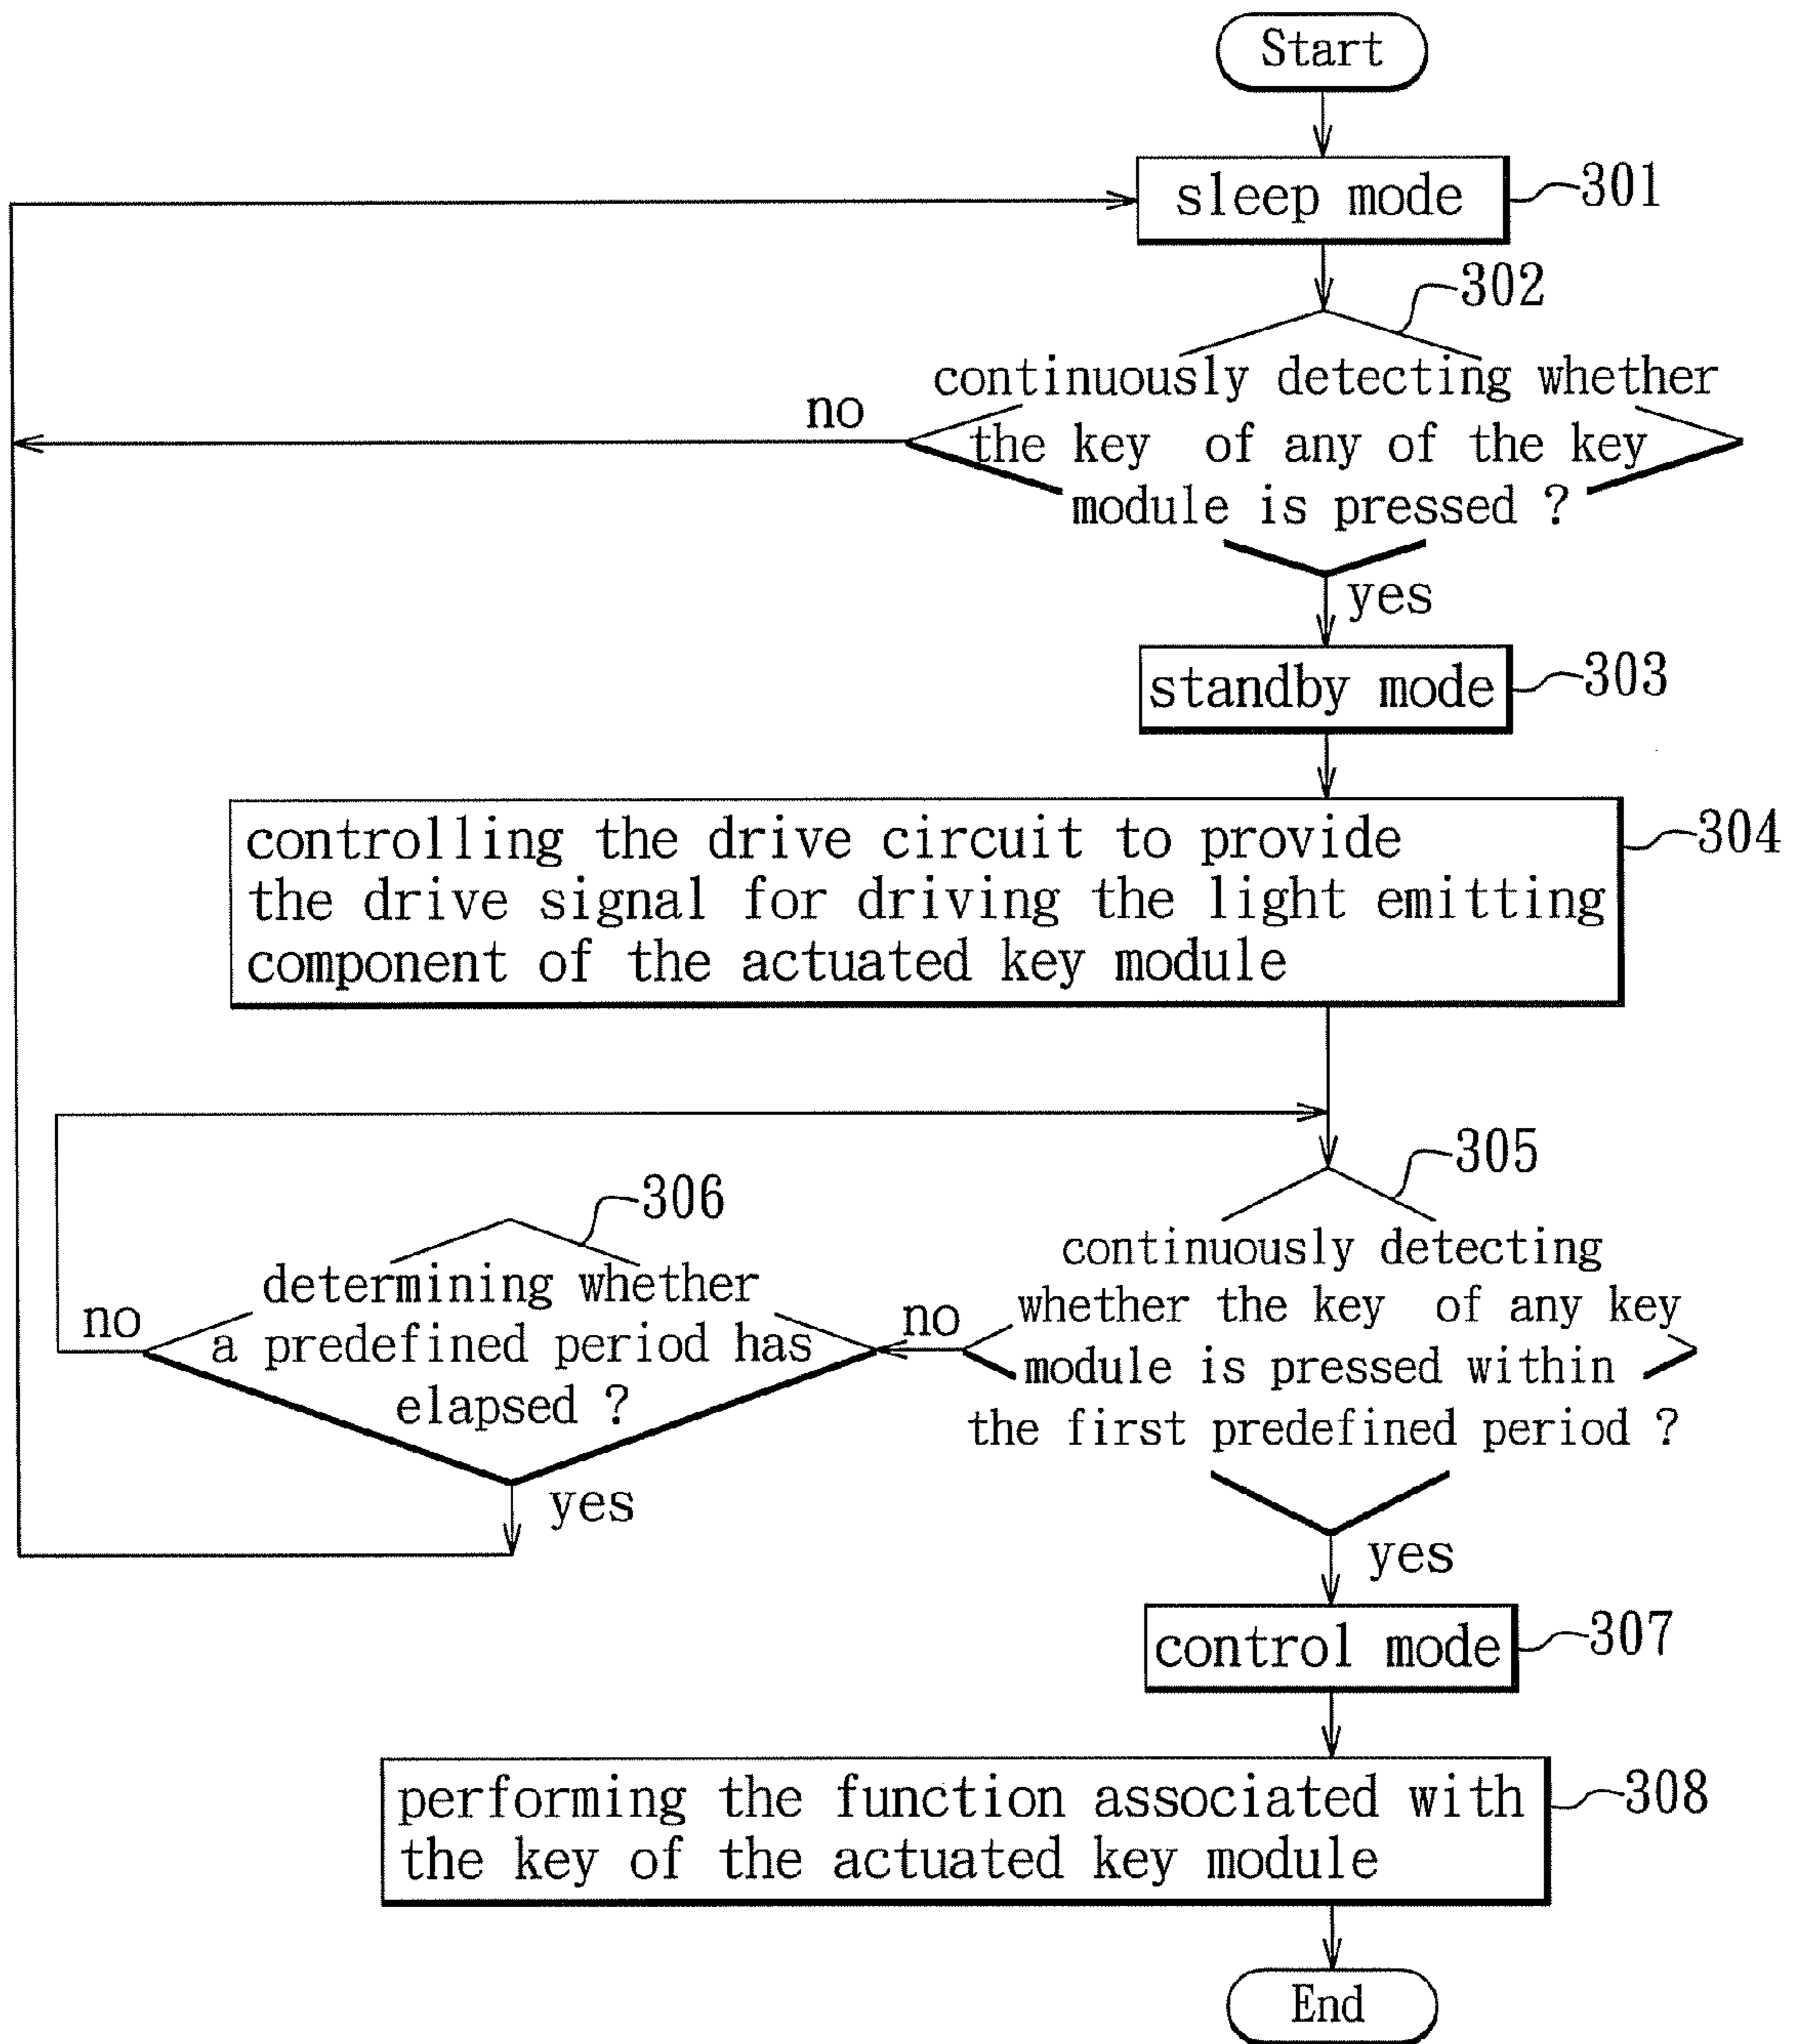 Start
sleep mode
301
302
continuously detecting whether
the key of any of the key
module is pressed ?
no
yes
standby mode
303
controlling the drive circuit to provide
the drive signal for driving the light emitting
component of the actuated key module
304
305
continuously detecting
whether the key of any key
module is pressed within
the first predefined period ?
no
306
determining whether
a predefined period has
elapsed ?
no
yes
yes
control mode
307
performing the function associated with
the key of the actuated key module
308
End